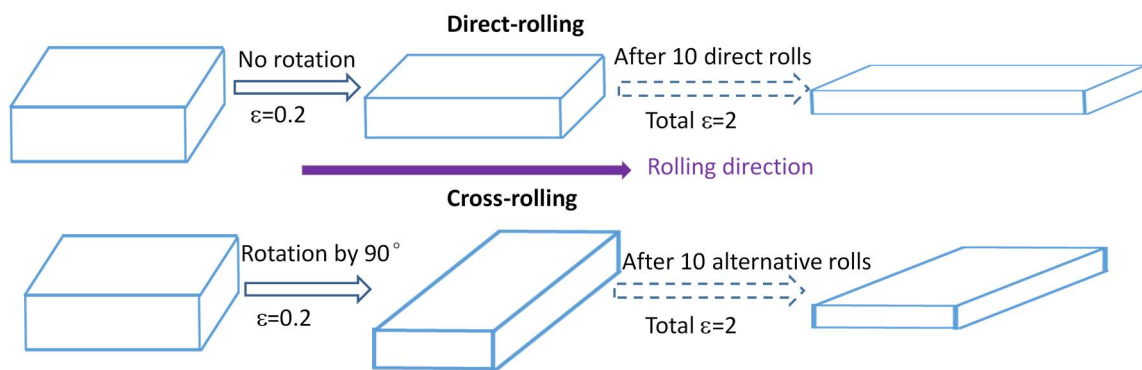 Direct-rolling
No rotation
ε=0.2
After 10 direct rolls
Total ε=2
Rolling direction
Cross-rolling
Rotation by 90°
ε=0.2
After 10 alternative rolls
Total ε=2